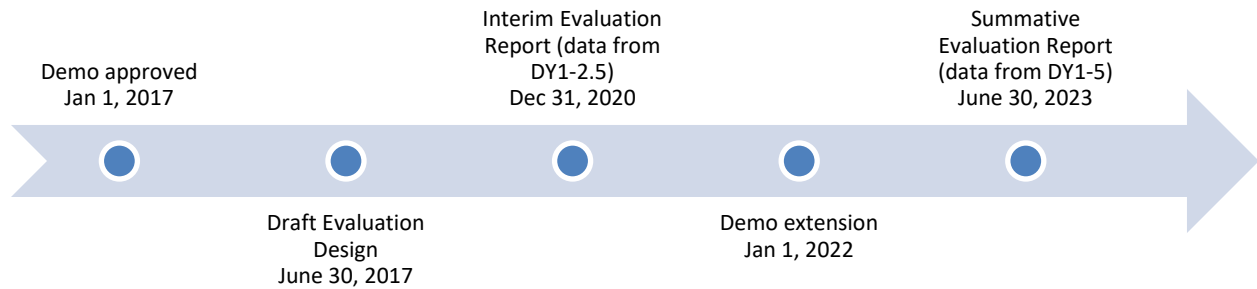 Demo approved
Jan 1, 2017
Draft Evaluation
Design
June 30, 2017
Interim Evaluation
Report (data from
DY1-2.5)
Dec 31, 2020
Demo extension
Jan 1, 2022
Summative
Evaluation Report
(data from DY1-5)
June 30, 2023